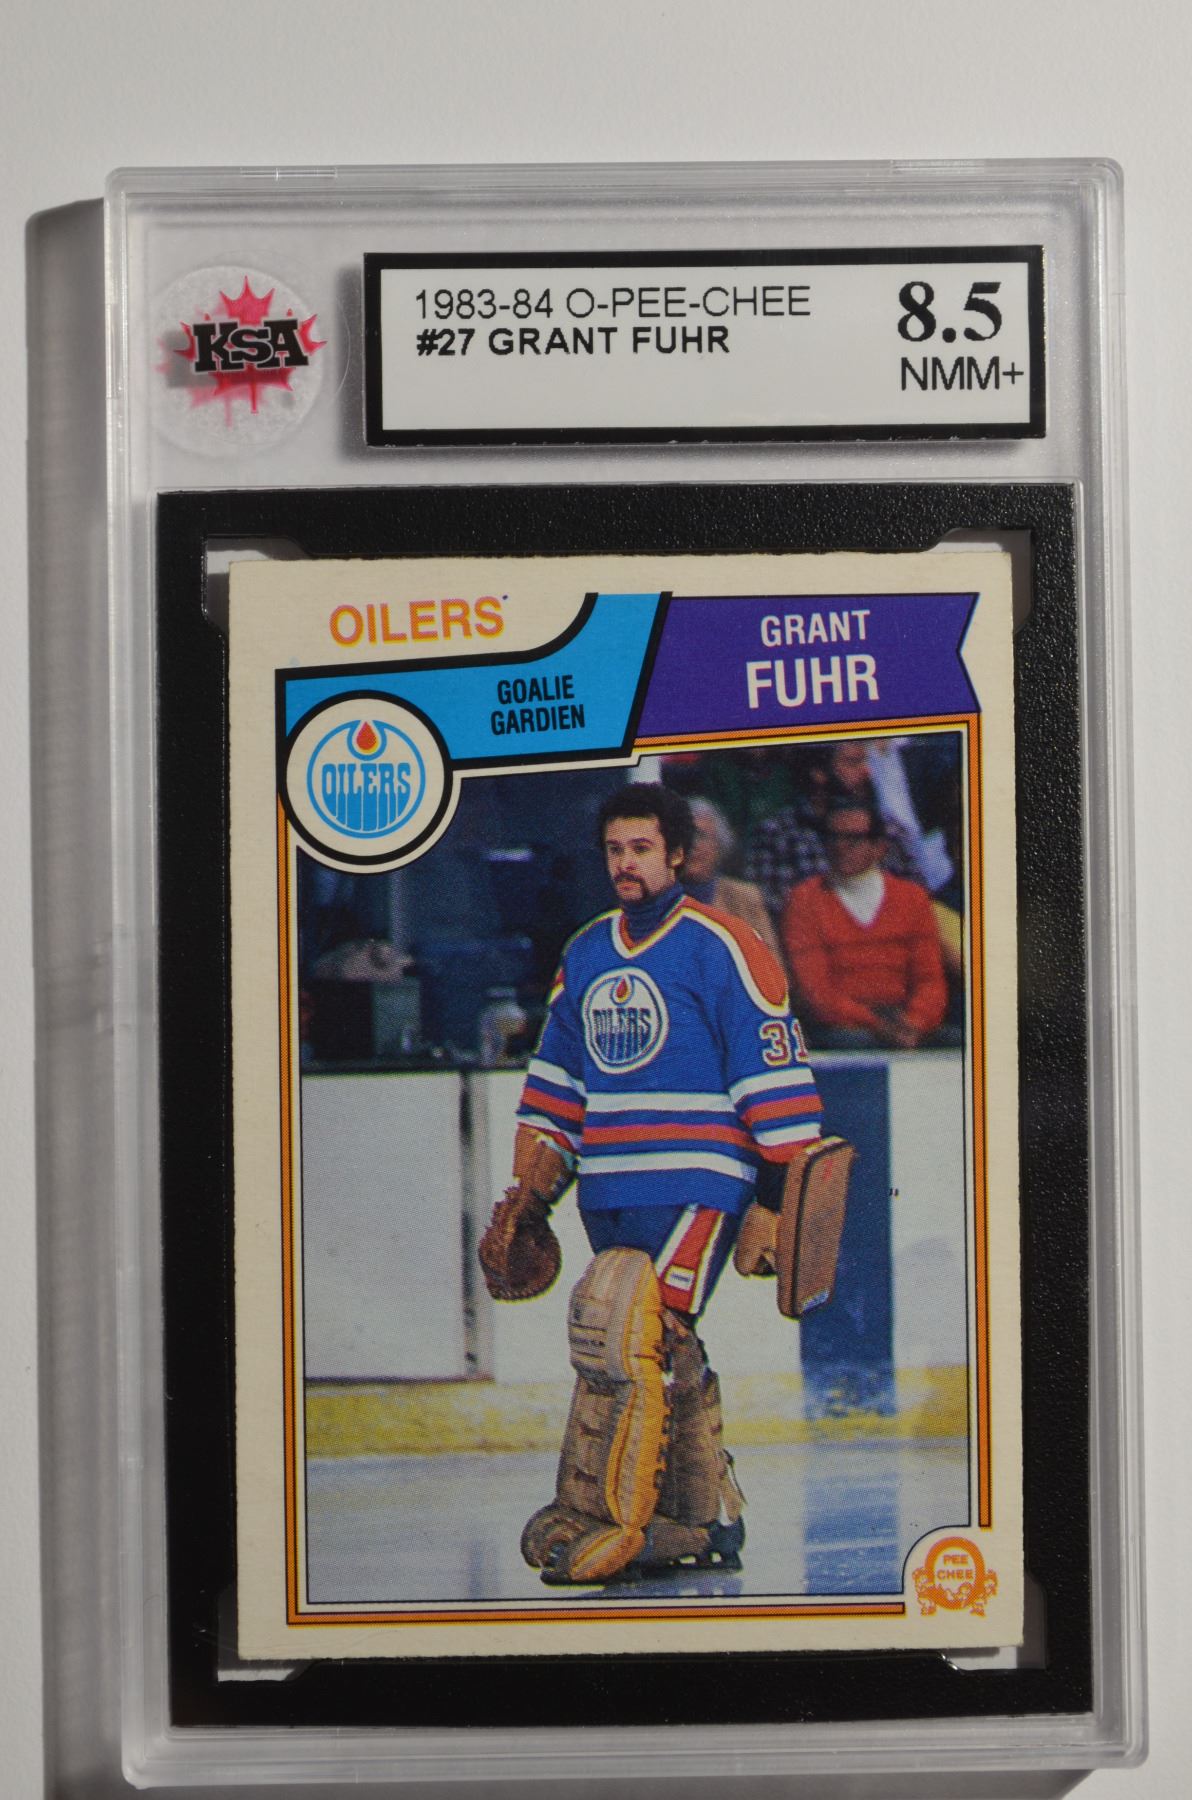 KSA
1983-84 O-PEE-CHEE
#27 GRANT FUHR
8.5
NMM+
OILERS
GRANT
FUHR
GOALIE
GARDIEN
OILERS
OILERS
31
PEE
CHEE